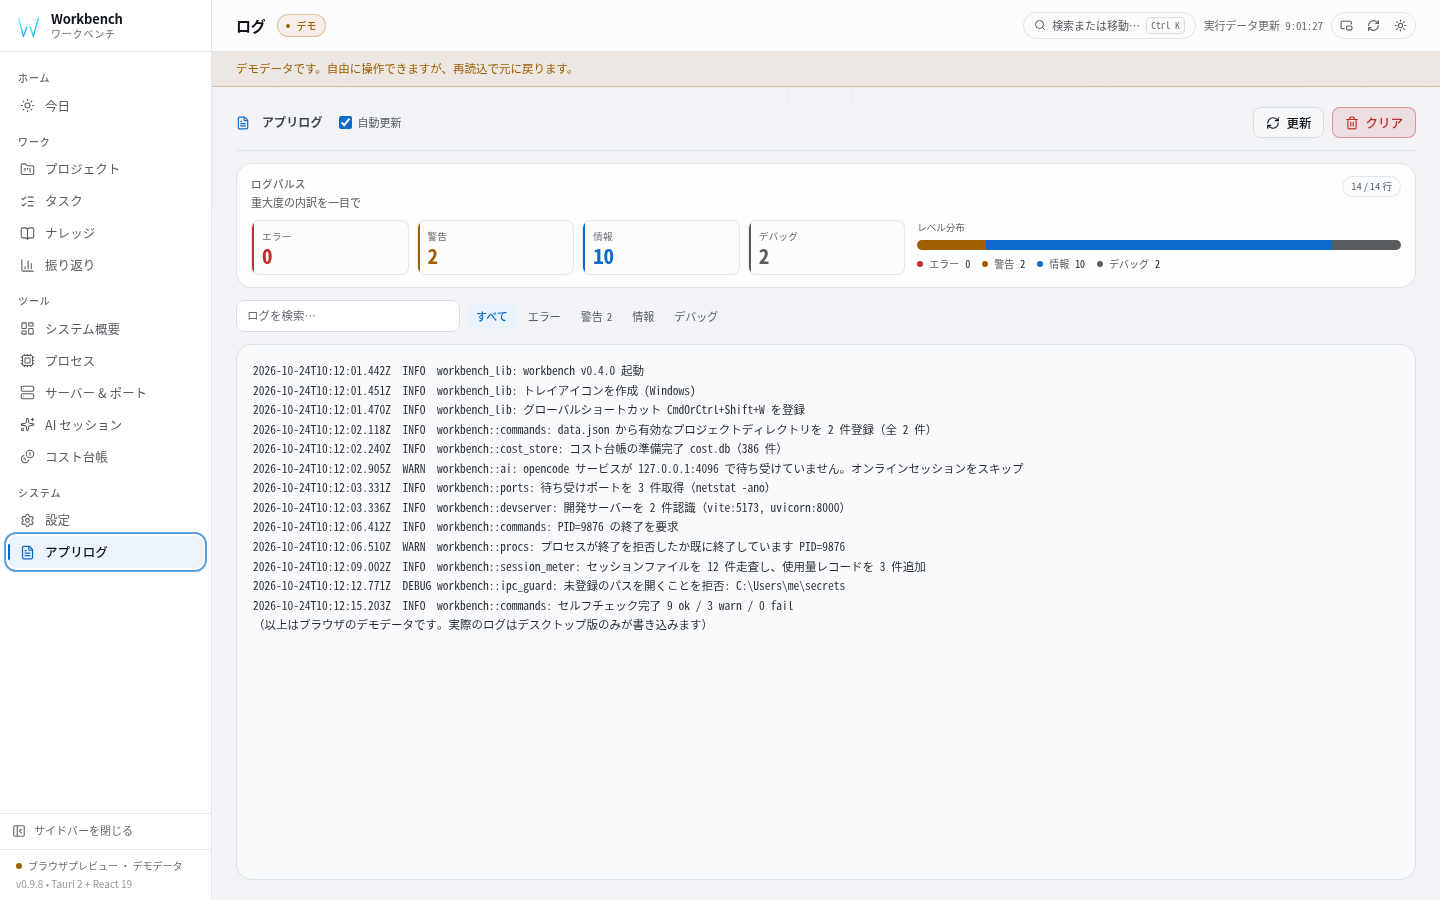 Workbench
ワークベンチ
ホーム
今日
ワーク
プロジェクト
タスク
ナレッジ
振り返り
ツール
システム概要
プロセス
サーバー & ポート
AI セッション
コスト台帳
システム
設定
アプリログ
サイドバーを閉じる
ブラウザプレビュー ・ デモデータ
v0.9.8 • Tauri 2 + React 19
ログ
デモ
検索または移動…
Ctrl K
実行データ更新 9:01:27
デモデータです。自由に操作できますが、再読込で元に戻ります。
アプリログ
自動更新
更新
クリア
ログパルス
重大度の内訳を一目で
14 / 14 行
エラー
0
警告
2
情報
10
デバッグ
2
レベル分布
エラー 0 警告 2 情報 10 デバッグ 2
ログを検索…
すべて エラー 警告 2 情報 デバッグ
2026-10-24T10:12:01.442Z INFO workbench_lib: workbench v0.4.0 起動
2026-10-24T10:12:01.451Z INFO workbench_lib: トレイアイコンを作成（Windows）
2026-10-24T10:12:01.470Z INFO workbench_lib: グローバルショートカット CmdOrCtrl+Shift+W を登録
2026-10-24T10:12:02.118Z INFO workbench::commands: data.json から有効なプロジェクトディレクトリを 2 件登録（全 2 件）
2026-10-24T10:12:02.240Z INFO workbench::cost_store: コスト台帳の準備完了 cost.db（386 件）
2026-10-24T10:12:02.905Z WARN workbench::ai: opencode サービスが 127.0.0.1:4096 で待ち受けていません。オンラインセッションをスキップ
2026-10-24T10:12:03.331Z INFO workbench::ports: 待ち受けポートを 3 件取得（netstat -ano）
2026-10-24T10:12:03.336Z INFO workbench::devserver: 開発サーバーを 2 件認識（vite:5173, uvicorn:8000）
2026-10-24T10:12:06.412Z INFO workbench::commands: PID=9876 の終了を要求
2026-10-24T10:12:06.510Z WARN workbench::procs: プロセスが終了を拒否したか既に終了しています PID=9876
2026-10-24T10:12:09.002Z INFO workbench::session_meter: セッションファイルを 12 件走査し、使用量レコードを 3 件追加
2026-10-24T10:12:12.771Z DEBUG workbench::ipc_guard: 未登録のパスを開くことを拒否: C:\Users\me\secrets
2026-10-24T10:12:15.203Z INFO workbench::commands: セルフチェック完了 9 ok / 3 warn / 0 fail
（以上はブラウザのデモデータです。実際のログはデスクトップ版のみが書き込みます）